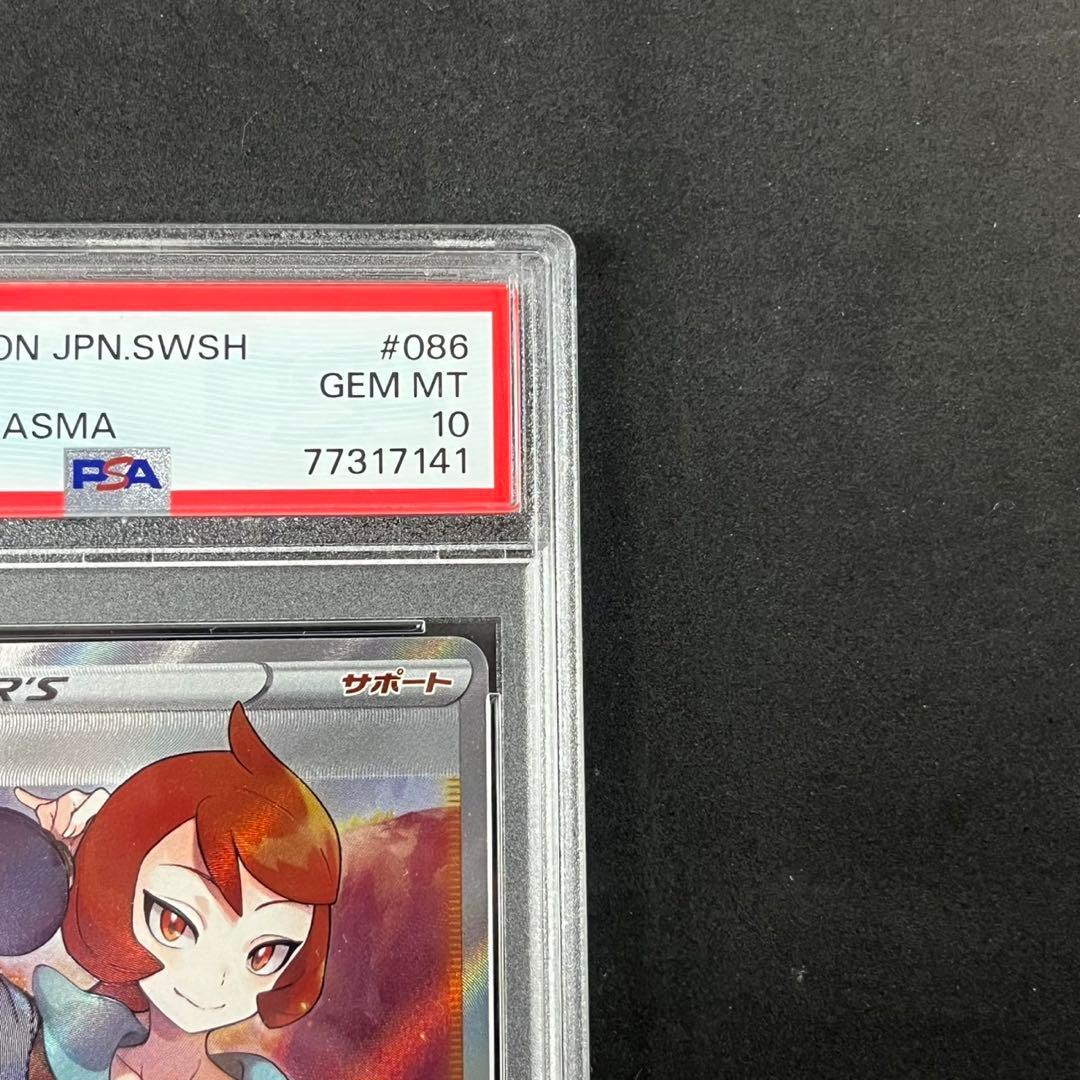 ON.JPN.SWSH #086
GEM MT
ASMA 10
PSA 77317141
R'S サポート